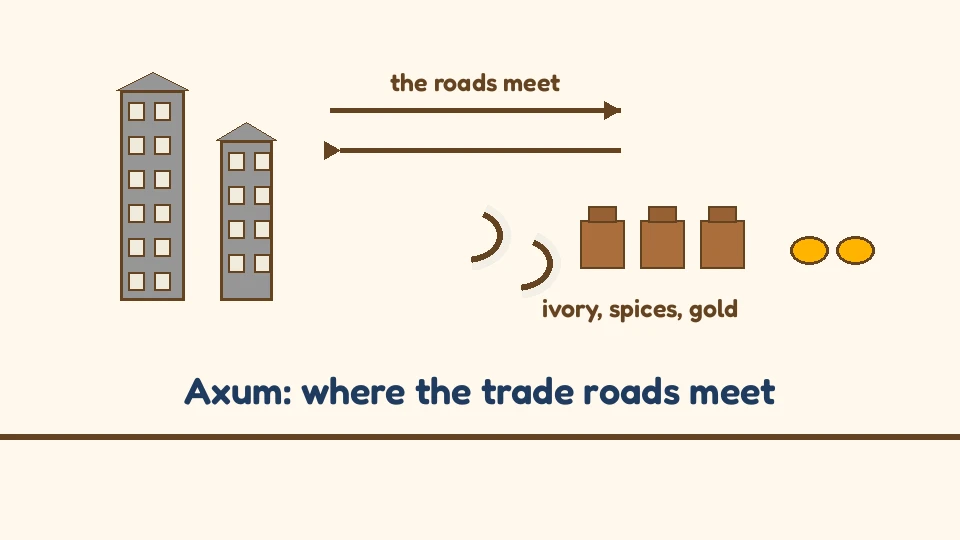 the roads meet
ivory, spices, gold
Axum: where the trade roads meet